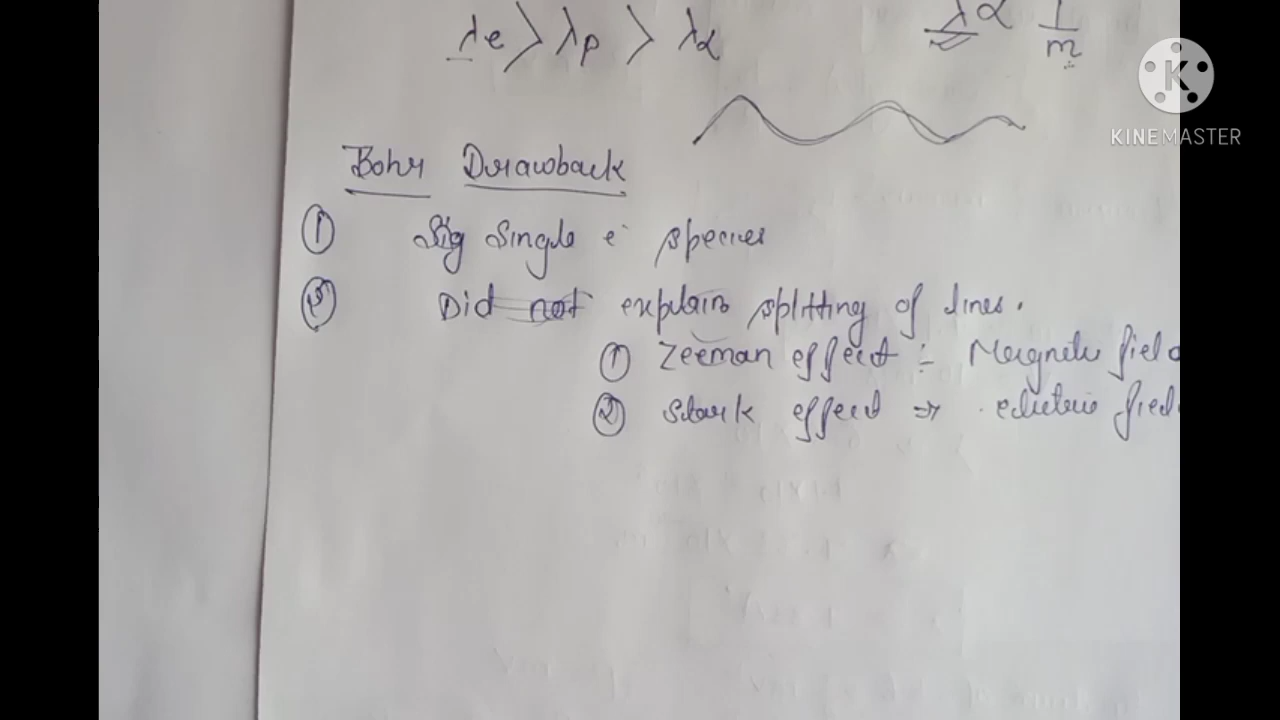 λe > λp > λα
λ α 1/m
K
KINEMASTER
Bohr Drawback
① Sig Single e⁻ species
② Did not explain splitting of lines.
① Zeeman effect :- Magnetic field
② Stark effect ⇒ electric field